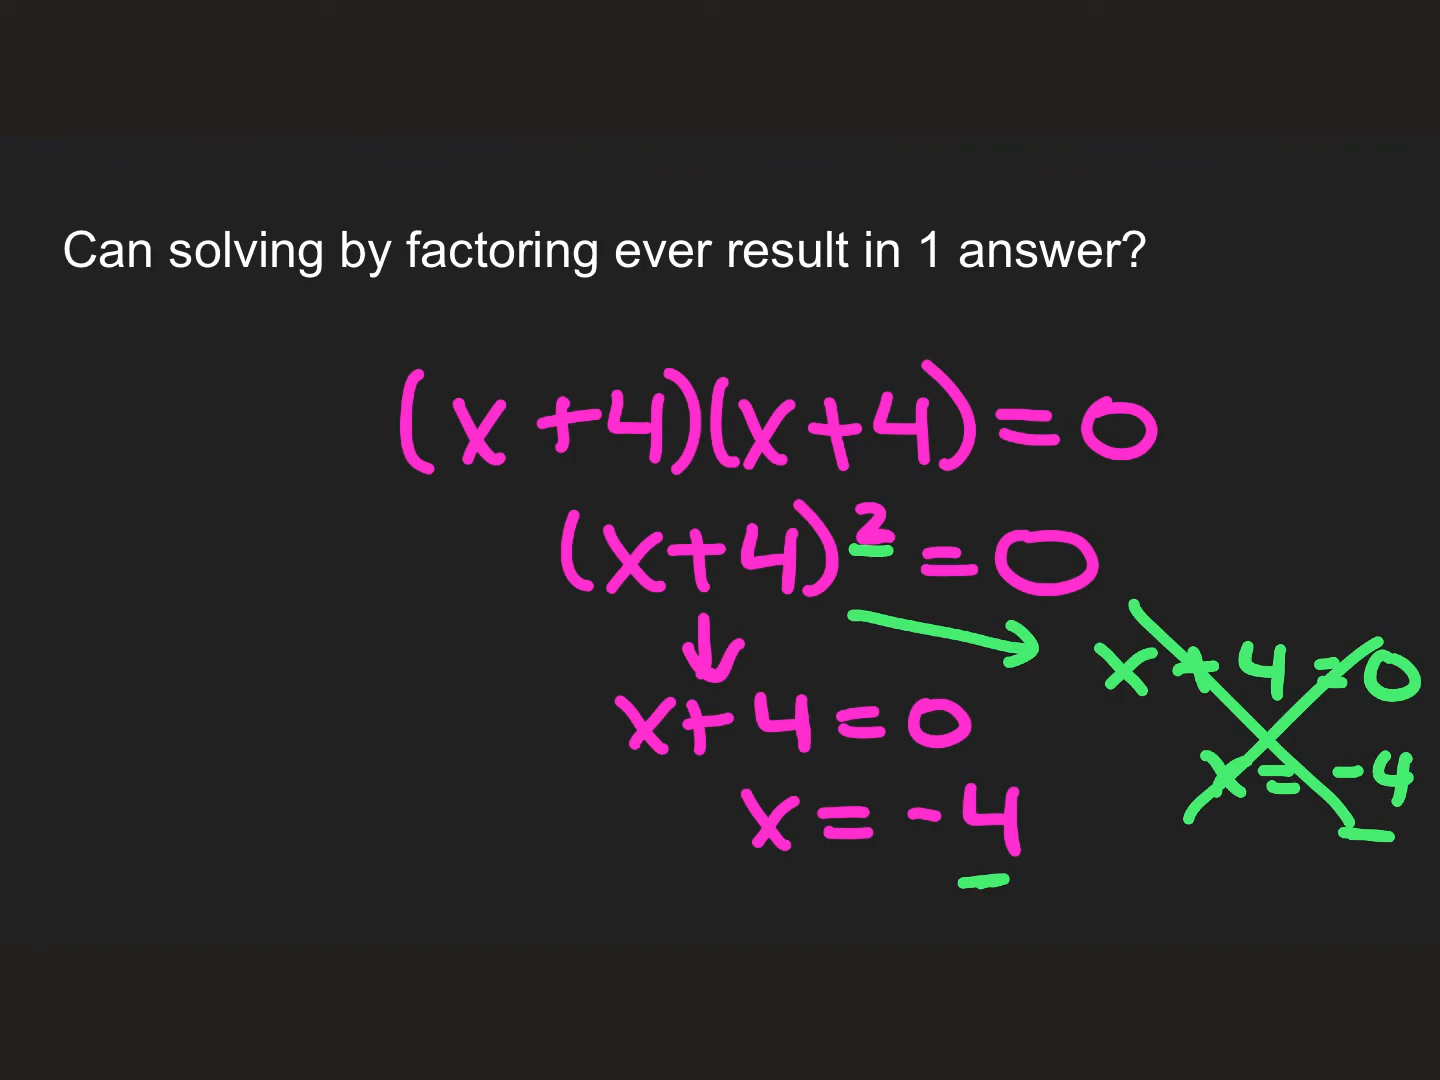 Can solving by factoring ever result in 1 answer?
(x+4)(x+4)=0
(x+4)²=0
x+4=0
x=-4
x+4=0
x=-4